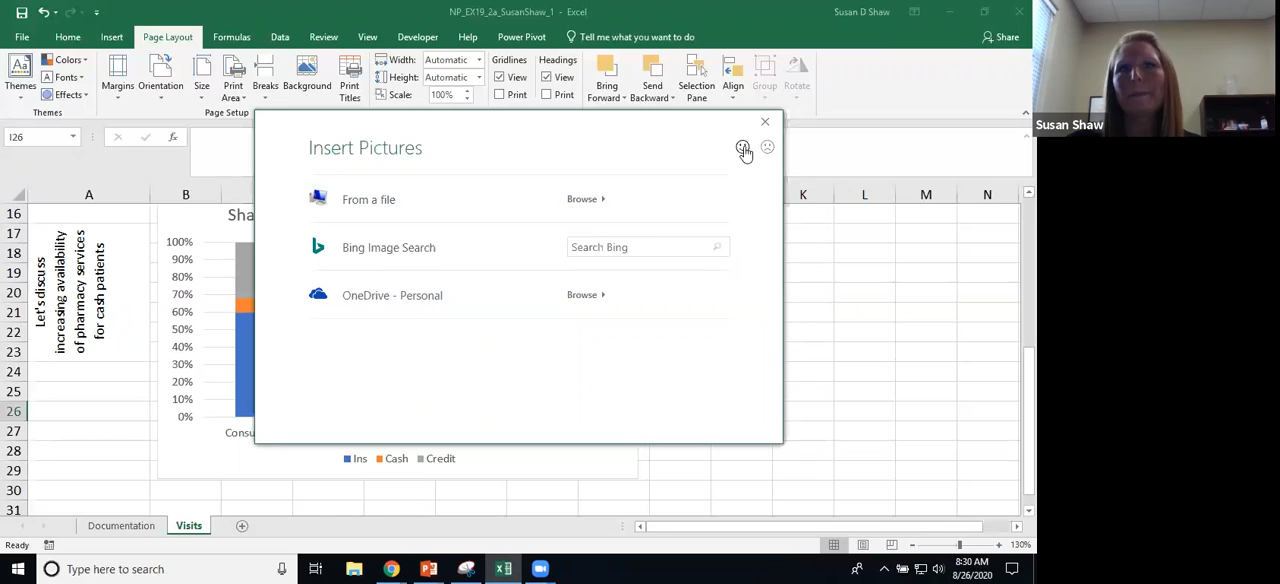 NP_EX19_2a_SusanShaw_1 - Excel
Susan D Shaw
File Home Insert Page Layout Formulas Data Review View Developer Help Power Pivot Tell me what you want to do Share
Themes
Colors
Fonts
Effects
Margins
Orientation
Size
Print Area
Breaks
Background
Print Titles
Width: Automatic
Height: Automatic
Scale: 100%
Gridlines
View
Print
Headings
View
Print
Bring Forward
Send Backward
Selection Pane
Align
Group
Rotate
Themes
Page Setup
I26
fx
Susan Shaw
Insert Pictures
From a file Browse
Bing Image Search Search Bing
OneDrive - Personal Browse
A B K L M N
16
17
18
19
20
21
22
23
24
25
26
27
28
29
30
31
Let's discuss
increasing availability
of pharmacy services
for cash patients
Sha
100%
90%
80%
70%
60%
50%
40%
30%
20%
10%
0%
Consu
Ins Cash Credit
Documentation Visits
Ready
130%
Type here to search
8:30 AM
8/26/2020